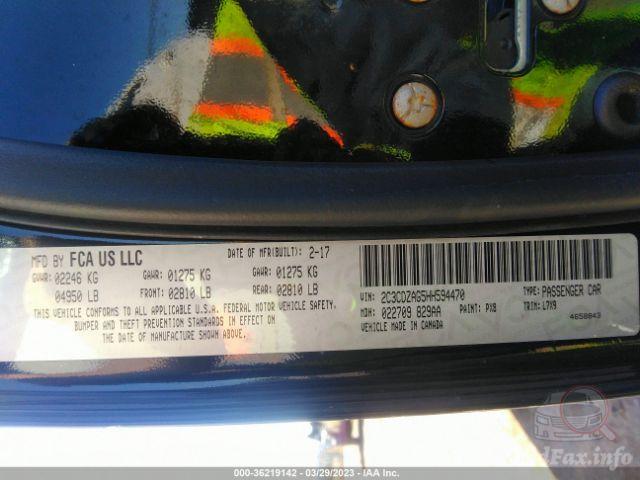 MFD BY FCA US LLC DATE OF MFR(BUILT): 2-17
GVWR: 02246 KG GAWR: 01275 KG GAWR: 01275 KG
04950 LB FRONT: 02810 LB REAR: 02810 LB
THIS VEHICLE CONFORMS TO ALL APPLICABLE U.S.A. FEDERAL MOTOR VEHICLE SAFETY,
BUMPER AND THEFT PREVENTION STANDARDS IN EFFECT ON
THE DATE OF MANUFACTURE SHOWN ABOVE.
VIN: 2C3CDZAG5HH594470 TYPE: PASSENGER CAR
MDH: 022709 829AA PAINT: PX8 TRIM: L7X9
VEHICLE MADE IN CANADA 4658843
000-36219142 - 03/29/2023 - IAA Inc.